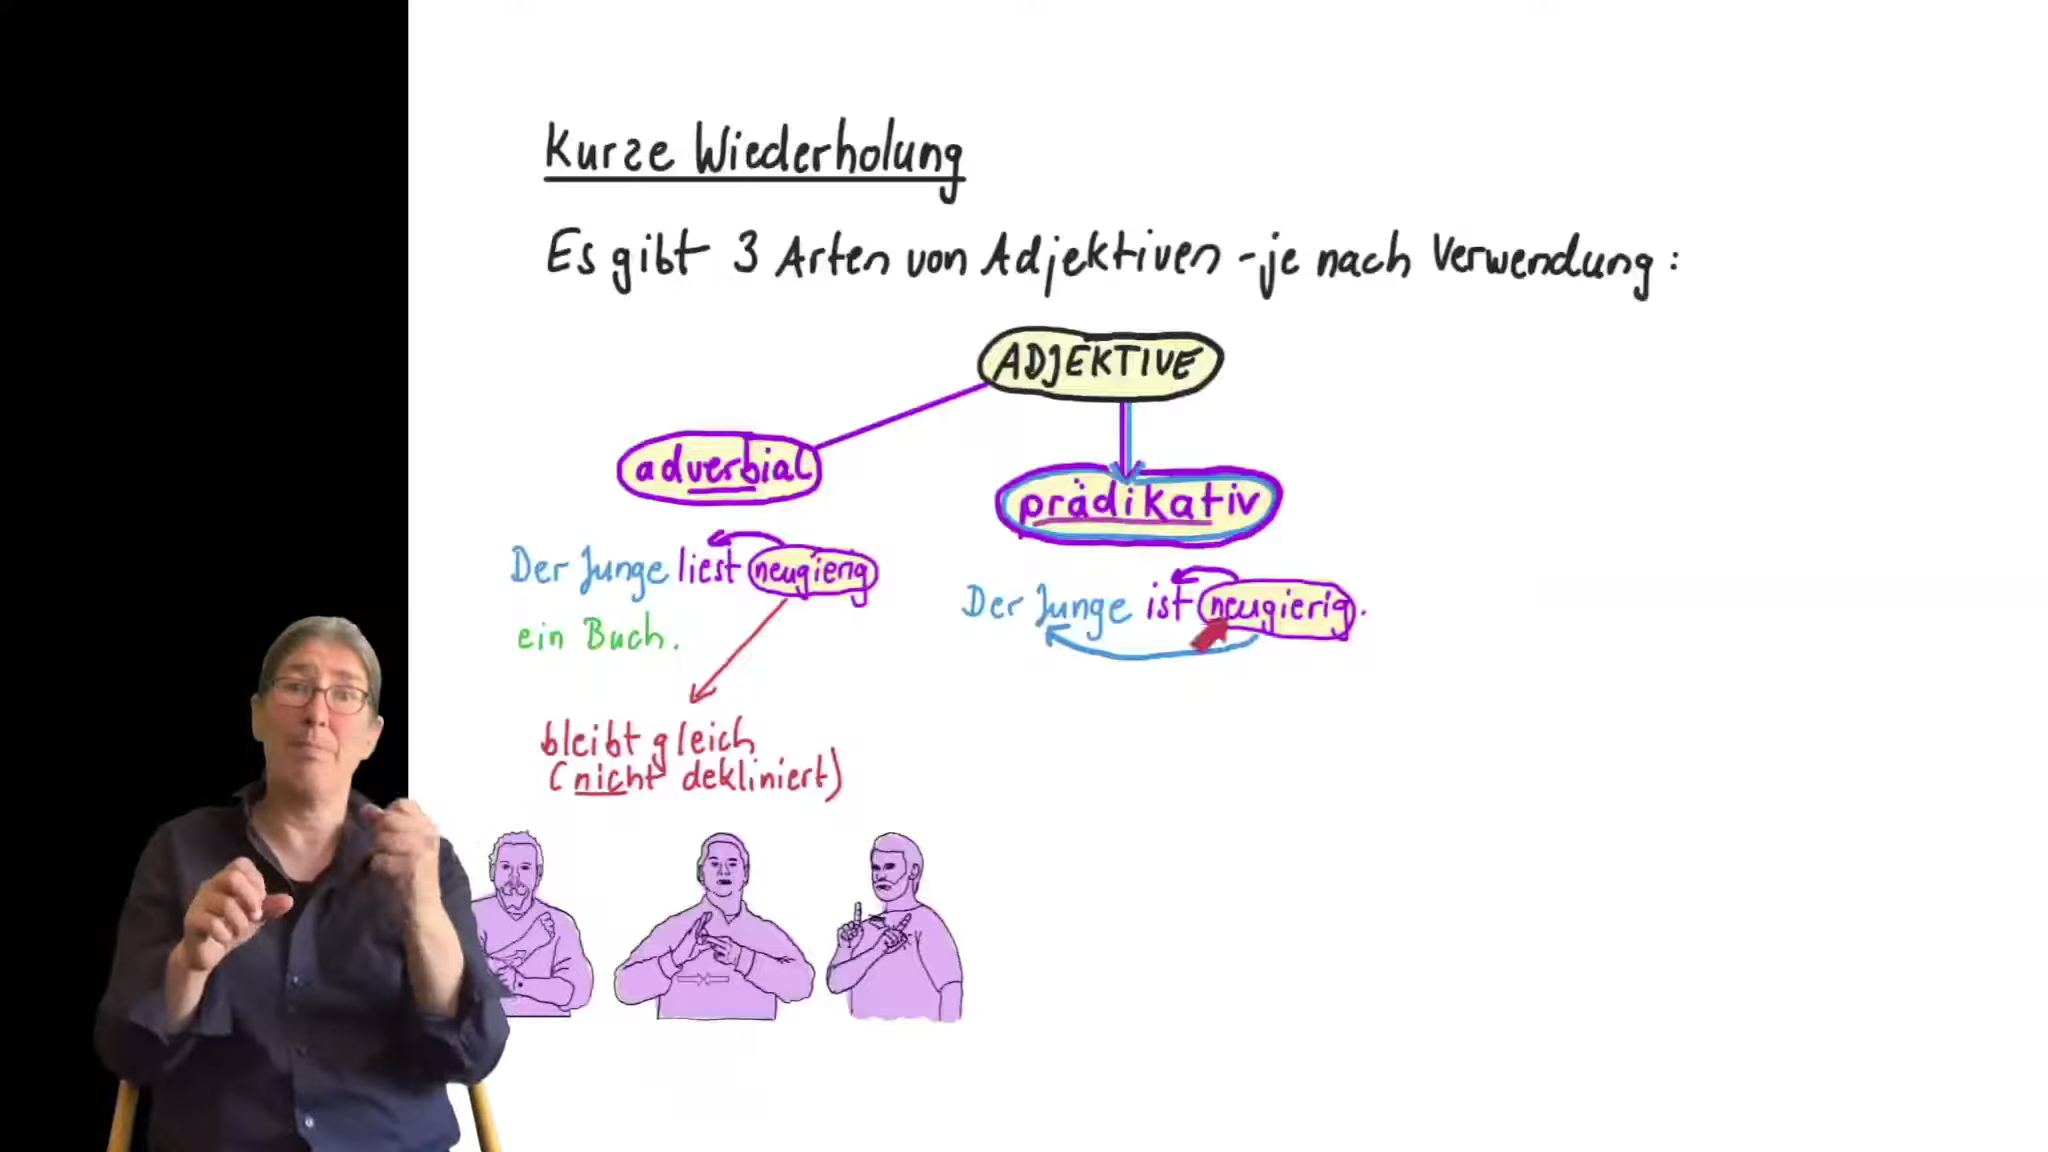 Kurze Wiederholung
Es gibt 3 Arten von Adjektiven - je nach Verwendung:
ADJEKTIVE
adverbial
Der Junge liest neugierig
ein Buch.
bleibt gleich
(nicht dekliniert)
prädikativ
Der Junge ist neugierig.